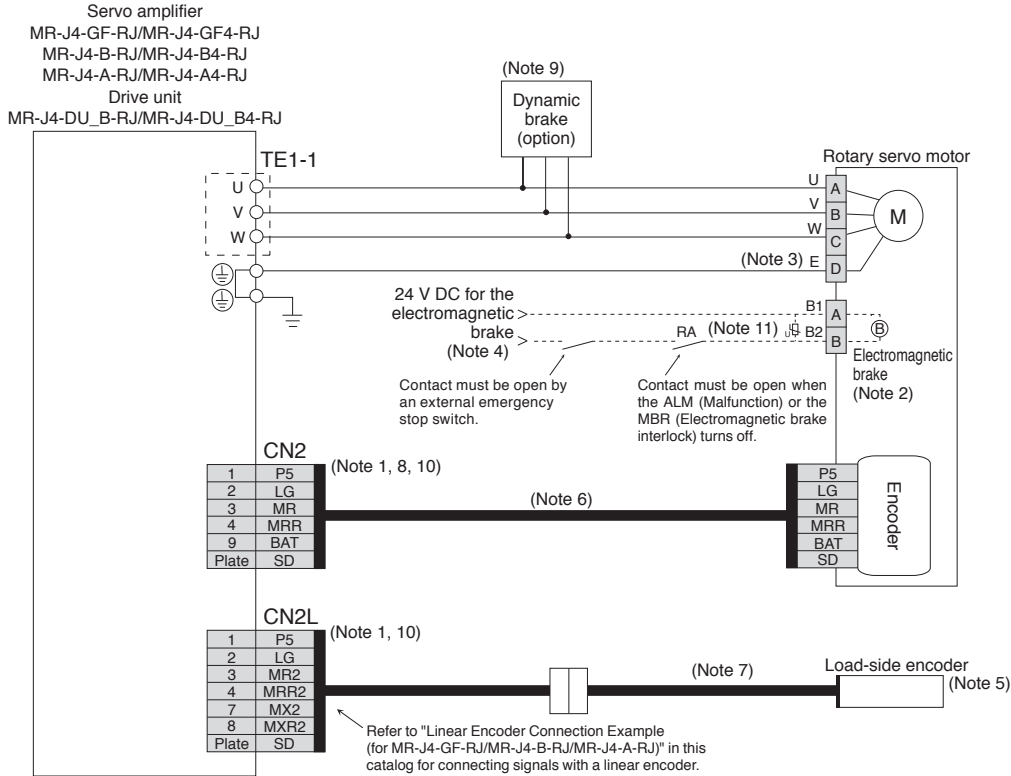 Servo amplifier
MR-J4-GF-RJ/MR-J4-GF4-RJ
MR-J4-B-RJ/MR-J4-B4-RJ
MR-J4-A-RJ/MR-J4-A4-RJ
Drive unit
MR-J4-DU_B-RJ/MR-J4-DU_B4-RJ
(Note 9)
Dynamic
brake
(option)
TE1-1
Rotary servo motor
U
V
W
U
V
W
(Note 3) E
A
B
C
D
M
24 V DC for the
electromagnetic
brake
(Note 4)
RA
(Note 11)
U
B1
B2
A
B
B
Electromagnetic
brake
(Note 2)
Contact must be open by
an external emergency
stop switch.
Contact must be open when
the ALM (Malfunction) or the
MBR (Electromagnetic brake
interlock) turns off.
CN2
(Note 1, 8, 10)
1 P5
2 LG
3 MR
4 MRR
9 BAT
Plate SD
(Note 6)
P5
LG
MR
MRR
BAT
SD
Encoder
CN2L
(Note 1, 10)
1 P5
2 LG
3 MR2
4 MRR2
7 MX2
8 MXR2
Plate SD
(Note 7)
Load-side encoder
(Note 5)
Refer to "Linear Encoder Connection Example
(for MR-J4-GF-RJ/MR-J4-B-RJ/MR-J4-A-RJ)" in this
catalog for connecting signals with a linear encoder.